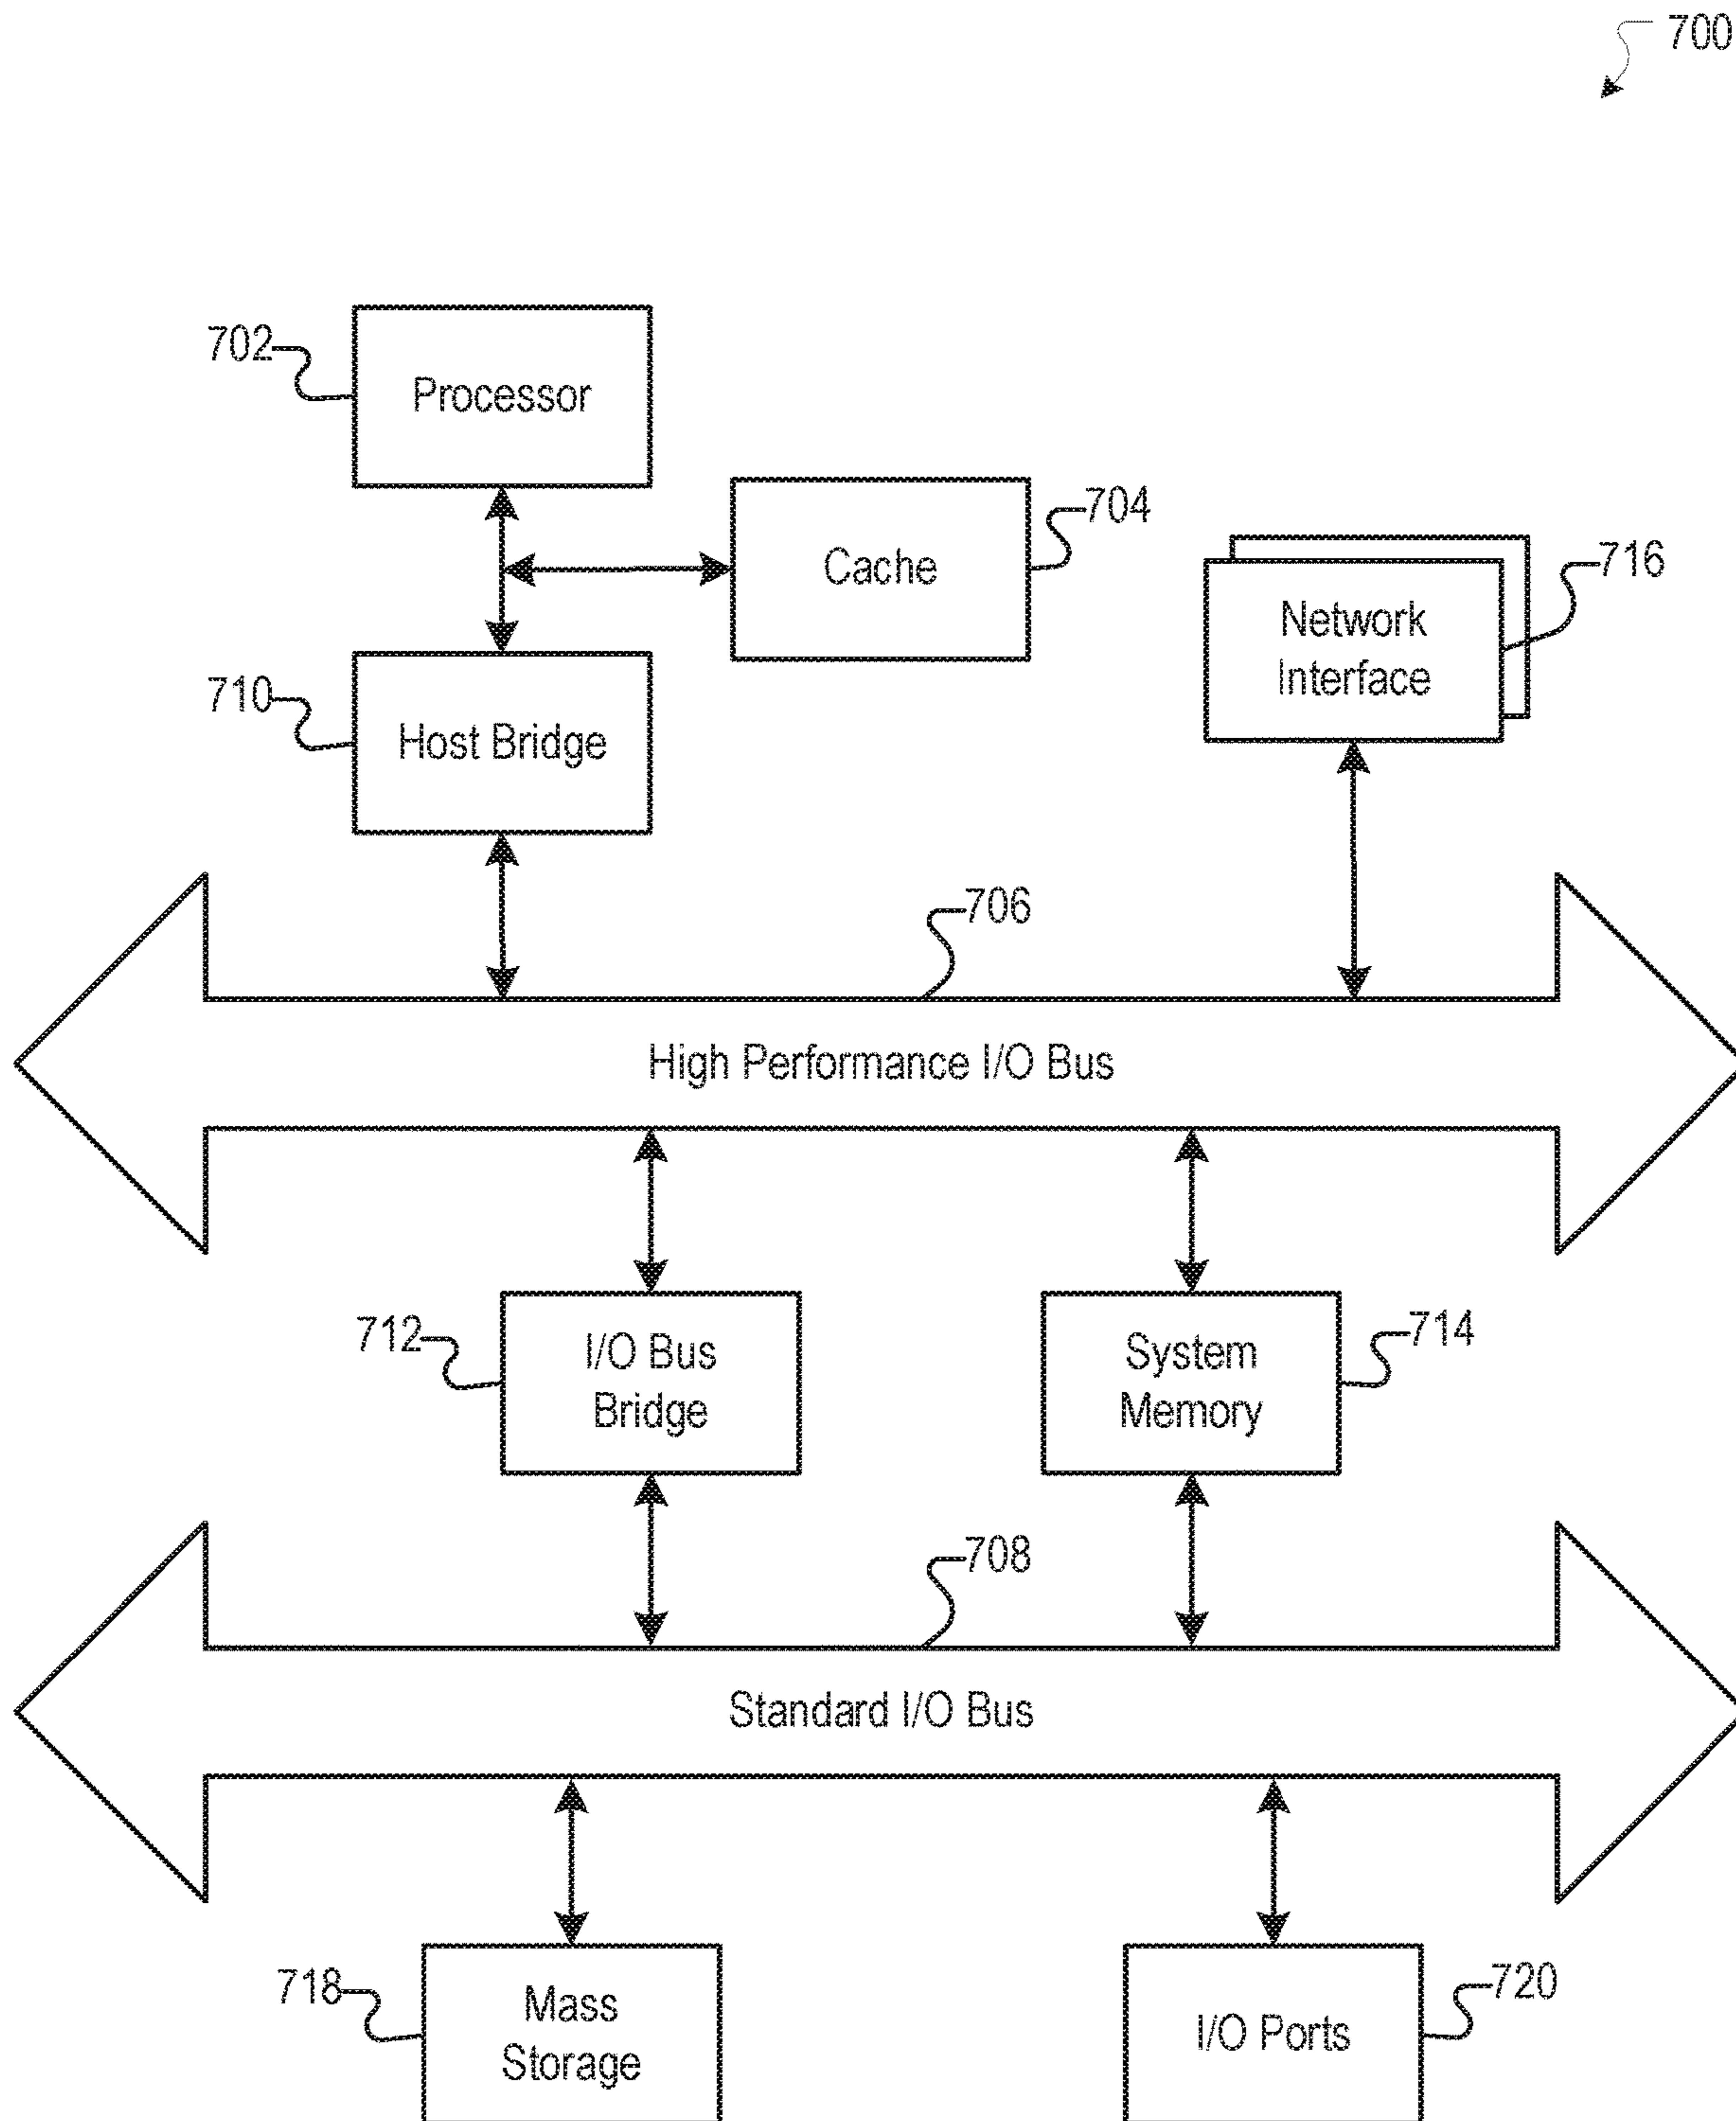 700
702
Processor
704
Cache
716
Network
Interface
710
Host Bridge
706
High Performance I/O Bus
712
I/O Bus
Bridge
System
Memory
714
708
Standard I/O Bus
718
Mass
Storage
I/O Ports
720